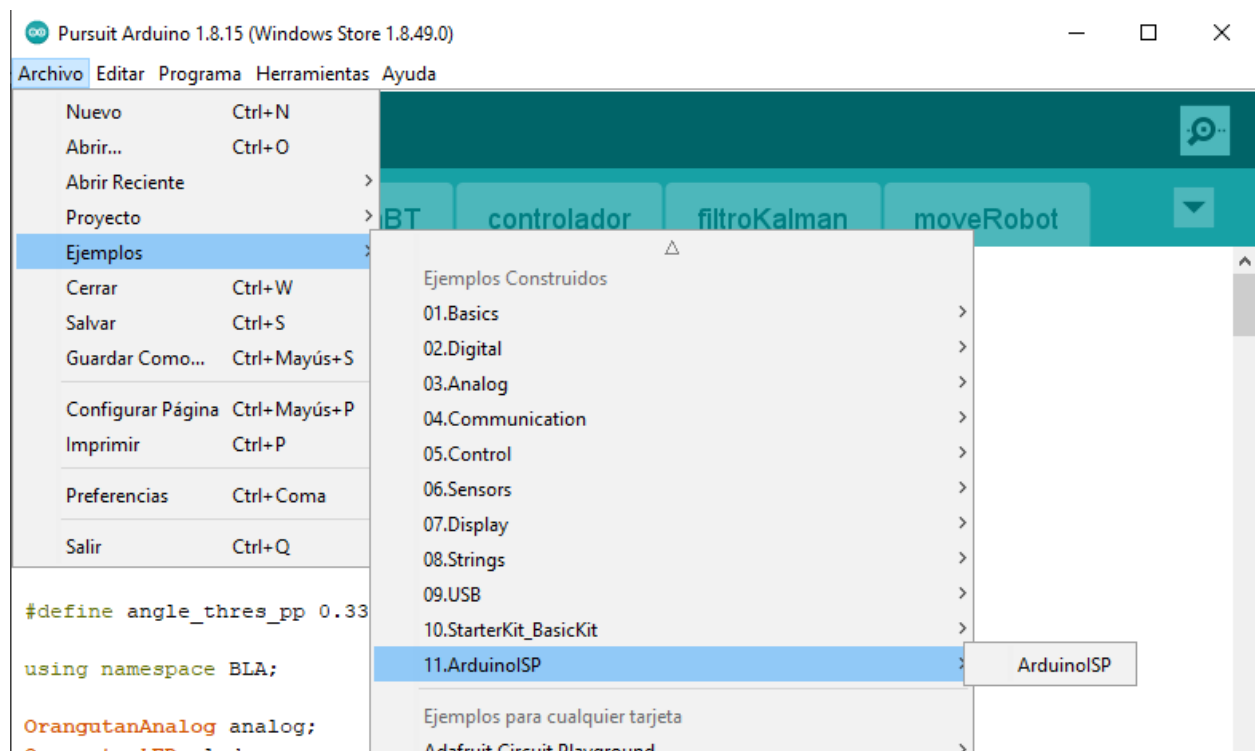 Pursuit Arduino 1.8.15 (Windows Store 1.8.49.0)
Archivo Editar Programa Herramientas Ayuda
Nuevo Ctrl+N
Abrir... Ctrl+O
Abrir Reciente
Proyecto
Ejemplos
Cerrar Ctrl+W
Salvar Ctrl+S
Guardar Como... Ctrl+Mayús+S
Configurar Página Ctrl+Mayús+P
Imprimir Ctrl+P
Preferencias Ctrl+Coma
Salir Ctrl+Q
BT controlador filtroKalman moveRobot
Ejemplos Construidos
01.Basics
02.Digital
03.Analog
04.Communication
05.Control
06.Sensors
07.Display
08.Strings
09.USB
10.StarterKit_BasicKit
11.ArduinoISP
ArduinoISP
Ejemplos para cualquier tarjeta
Adafruit Circuit Playground
#define angle_thres_pp 0.33
using namespace BLA;
OrangutanAnalog analog;